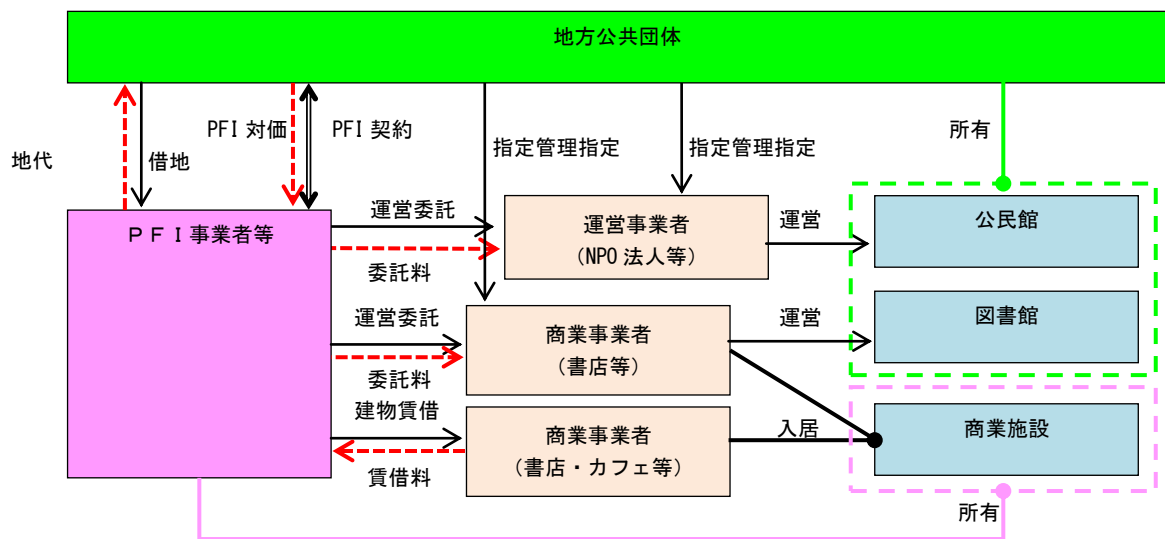 地方公共団体
地代
借地
PFI 対価
PFI 契約
指定管理指定
指定管理指定
所有
PFI事業者等
運営委託
委託料
運営事業者
(NPO 法人等)
運営
公民館
運営委託
委託料
商業事業者
(書店等)
運営
図書館
建物賃借
賃借料
商業事業者
(書店・カフェ等)
入居
商業施設
所有